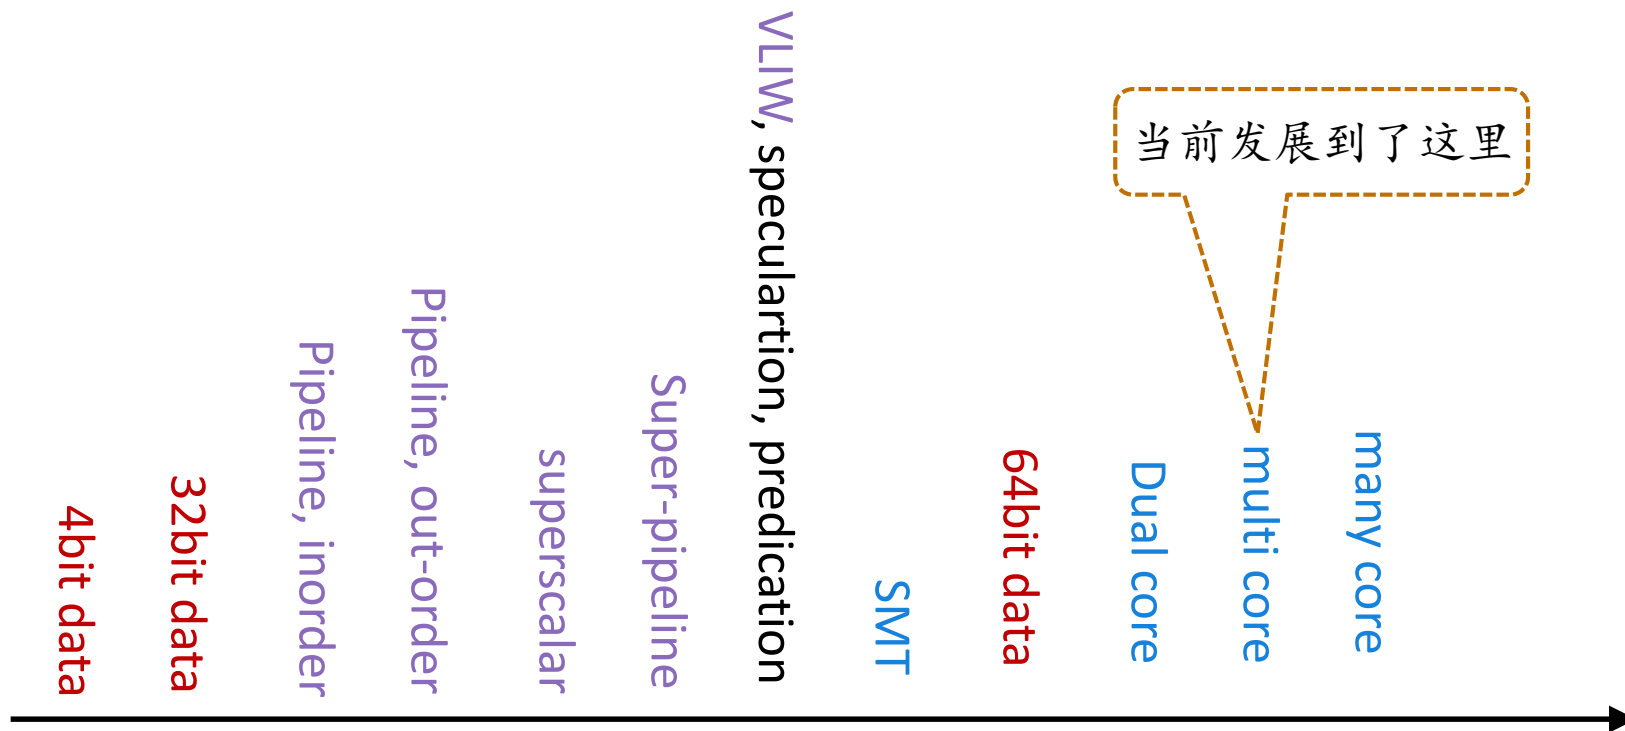 4bit data
32bit data
Pipeline, inorder
Pipeline, out-order
superscalar
Super-pipeline
VLIW, speculartion, predication
SMT
64bit data
Dual core
multi core
many core
当前发展到了这里